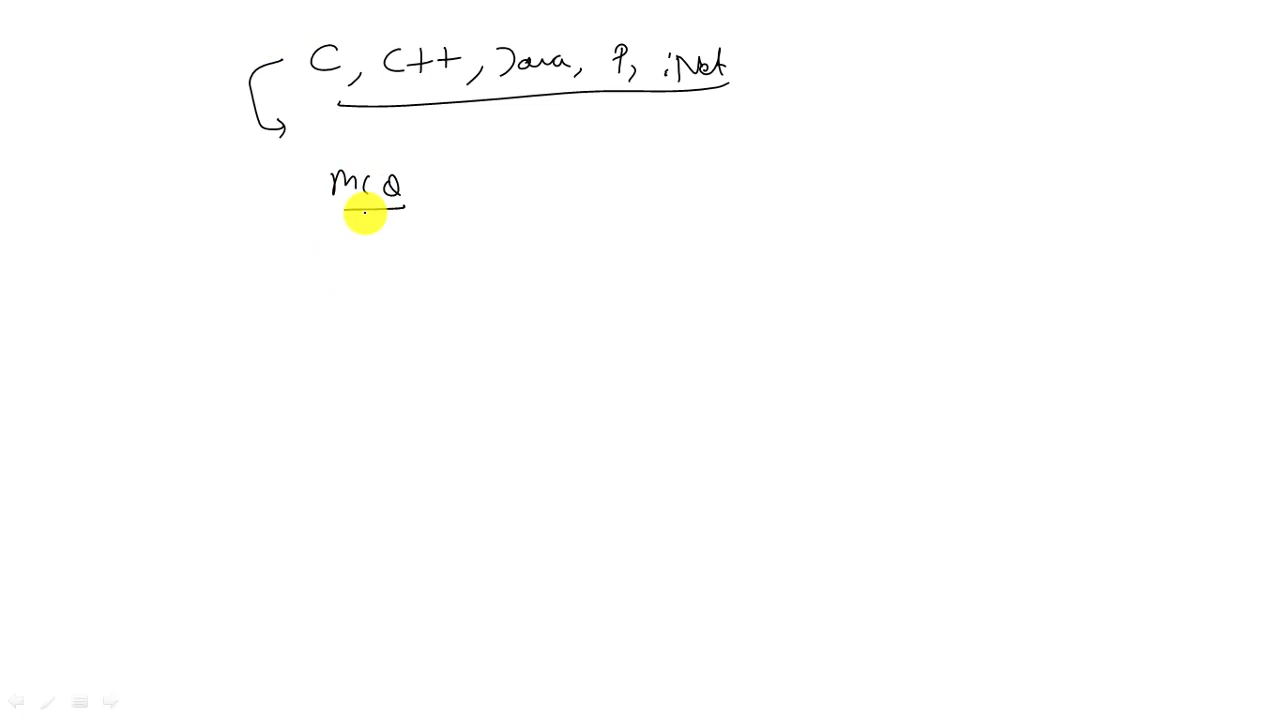 C, C++, Java, P, .Net
MCQ